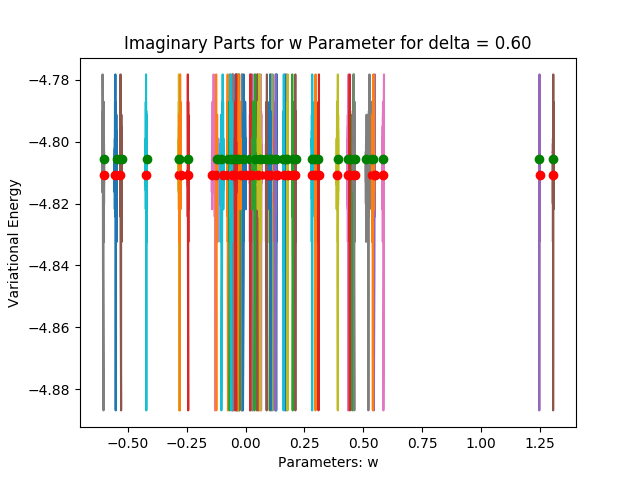 Imaginary Parts for w Parameter for delta = 0.60
Variational Energy
−4.78
−4.80
−4.82
−4.84
−4.86
−4.88
−0.50 −0.25 0.00 0.25 0.50 0.75 1.00 1.25
Parameters: w